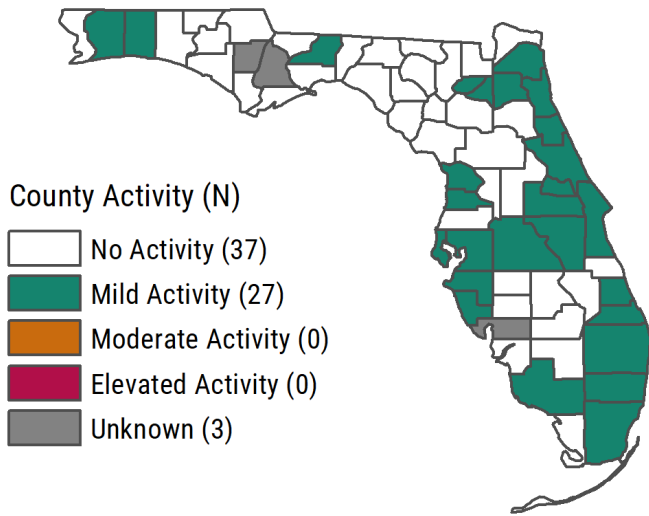 County Activity (N)
No Activity (37)
Mild Activity (27)
Moderate Activity (0)
Elevated Activity (0)
Unknown (3)